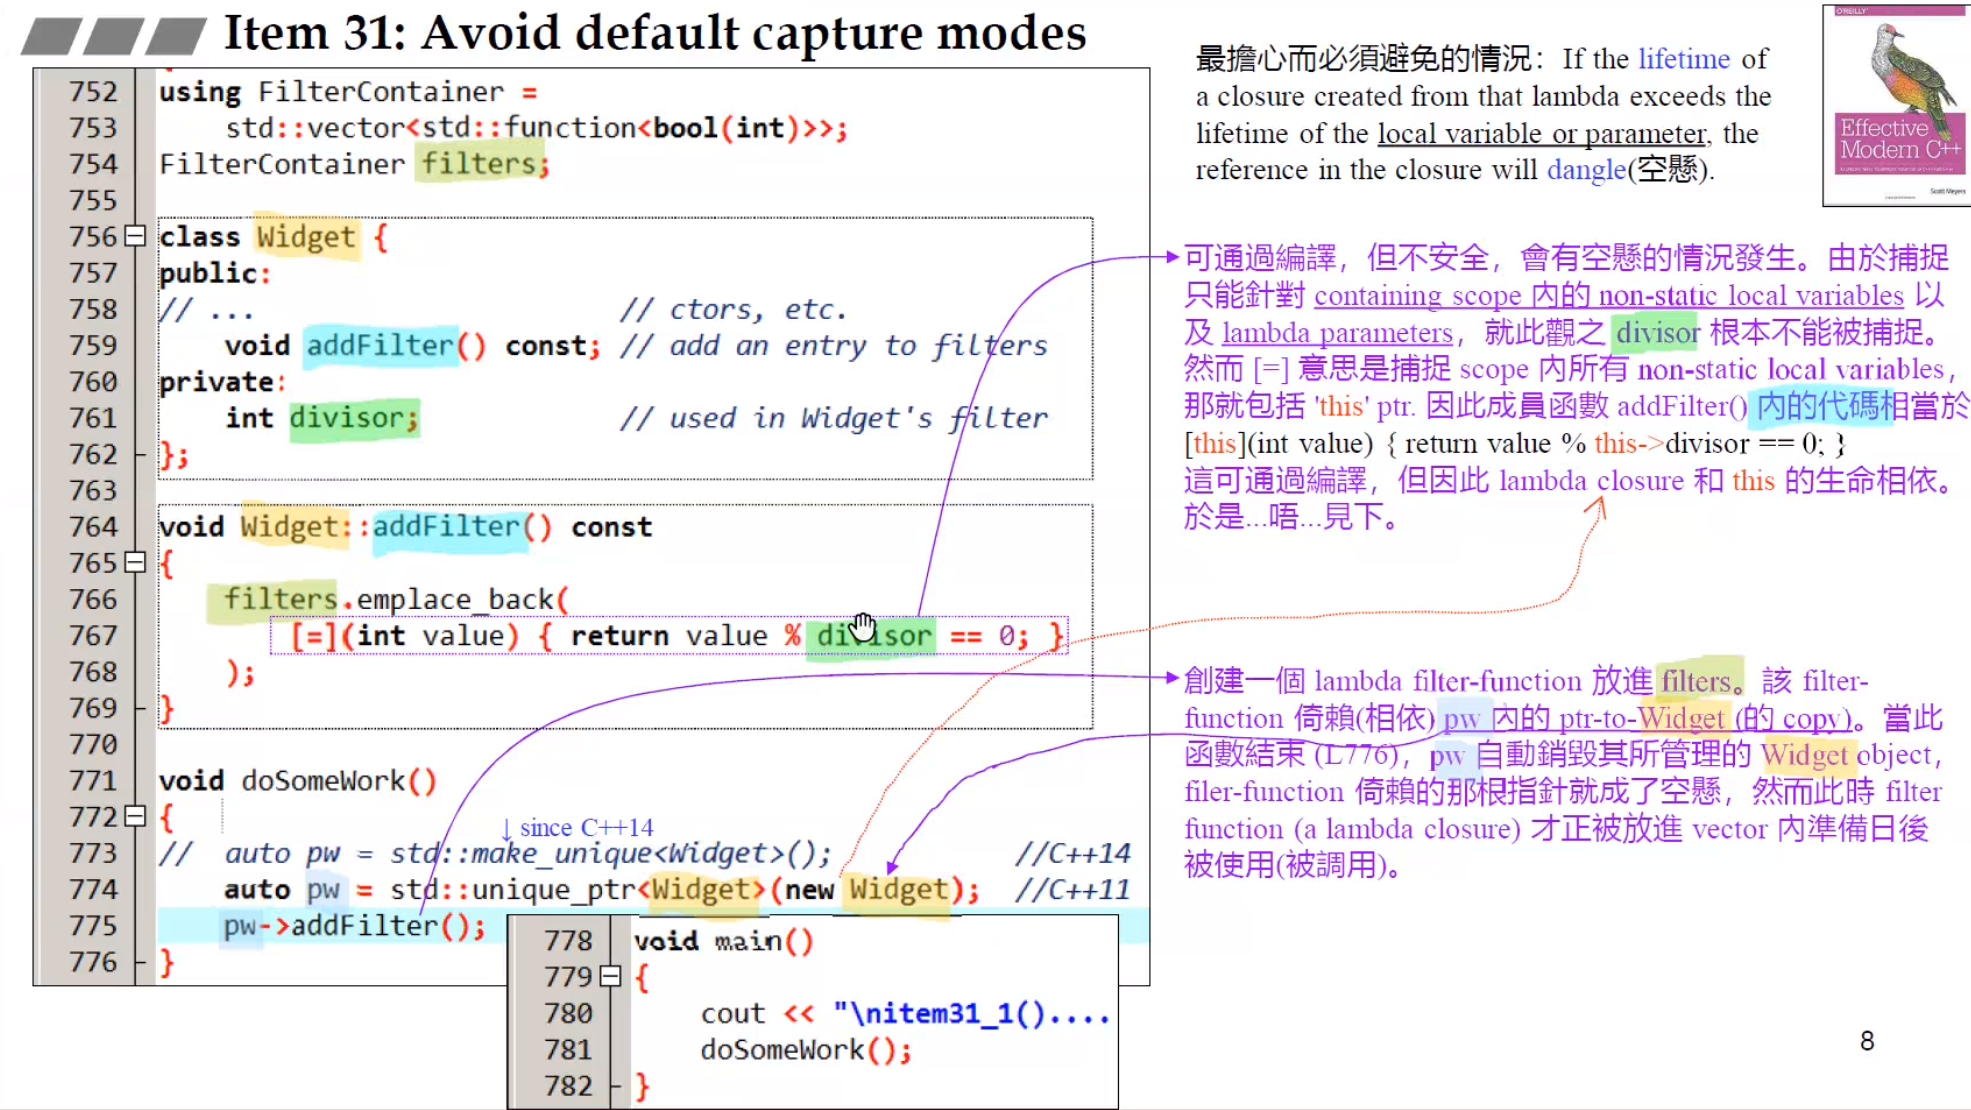 Item 31: Avoid default capture modes
752 using FilterContainer =
753 std::vector<std::function<bool(int)>>;
754 FilterContainer filters;
755
756 class Widget {
757 public:
758 // ... // ctors, etc.
759 void addFilter() const; // add an entry to filters
760 private:
761 int divisor; // used in Widget's filter
762 };
763
764 void Widget::addFilter() const
765 {
766 filters.emplace_back(
767 [=](int value) { return value % divisor == 0; }
768 );
769 }
770
771 void doSomeWork()
772 {
↓ since C++14
773 // auto pw = std::make_unique<Widget>(); //C++14
774 auto pw = std::unique_ptr<Widget>(new Widget); //C++11
775 pw->addFilter();
776 }
778 void main()
779 {
780 cout << "\nitem31_1()....
781 doSomeWork();
782 }
最擔心而必須避免的情況：If the lifetime of
a closure created from that lambda exceeds the
lifetime of the local variable or parameter, the
reference in the closure will dangle(空懸).
O'REILLY'
Effective
Modern C++
Scott Meyers
可通過編譯，但不安全，會有空懸的情況發生。由於捕捉
只能針對 containing scope 內的 non-static local variables 以
及 lambda parameters，就此觀之 divisor 根本不能被捕捉。
然而 [=] 意思是捕捉 scope 內所有 non-static local variables，
那就包括 'this' ptr. 因此成員函數 addFilter() 內的代碼相當於
[this](int value) { return value % this->divisor == 0; }
這可通過編譯，但因此 lambda closure 和 this 的生命相依。
於是...唔...見下。
創建一個 lambda filter-function 放進 filters。該 filter-
function 倚賴(相依) pw 內的 ptr-to-Widget (的 copy)。當此
函數結束 (L776)，pw 自動銷毀其所管理的 Widget object，
filer-function 倚賴的那根指針就成了空懸，然而此時 filter
function (a lambda closure) 才正被放進 vector 內準備日後
被使用(被調用)。
8